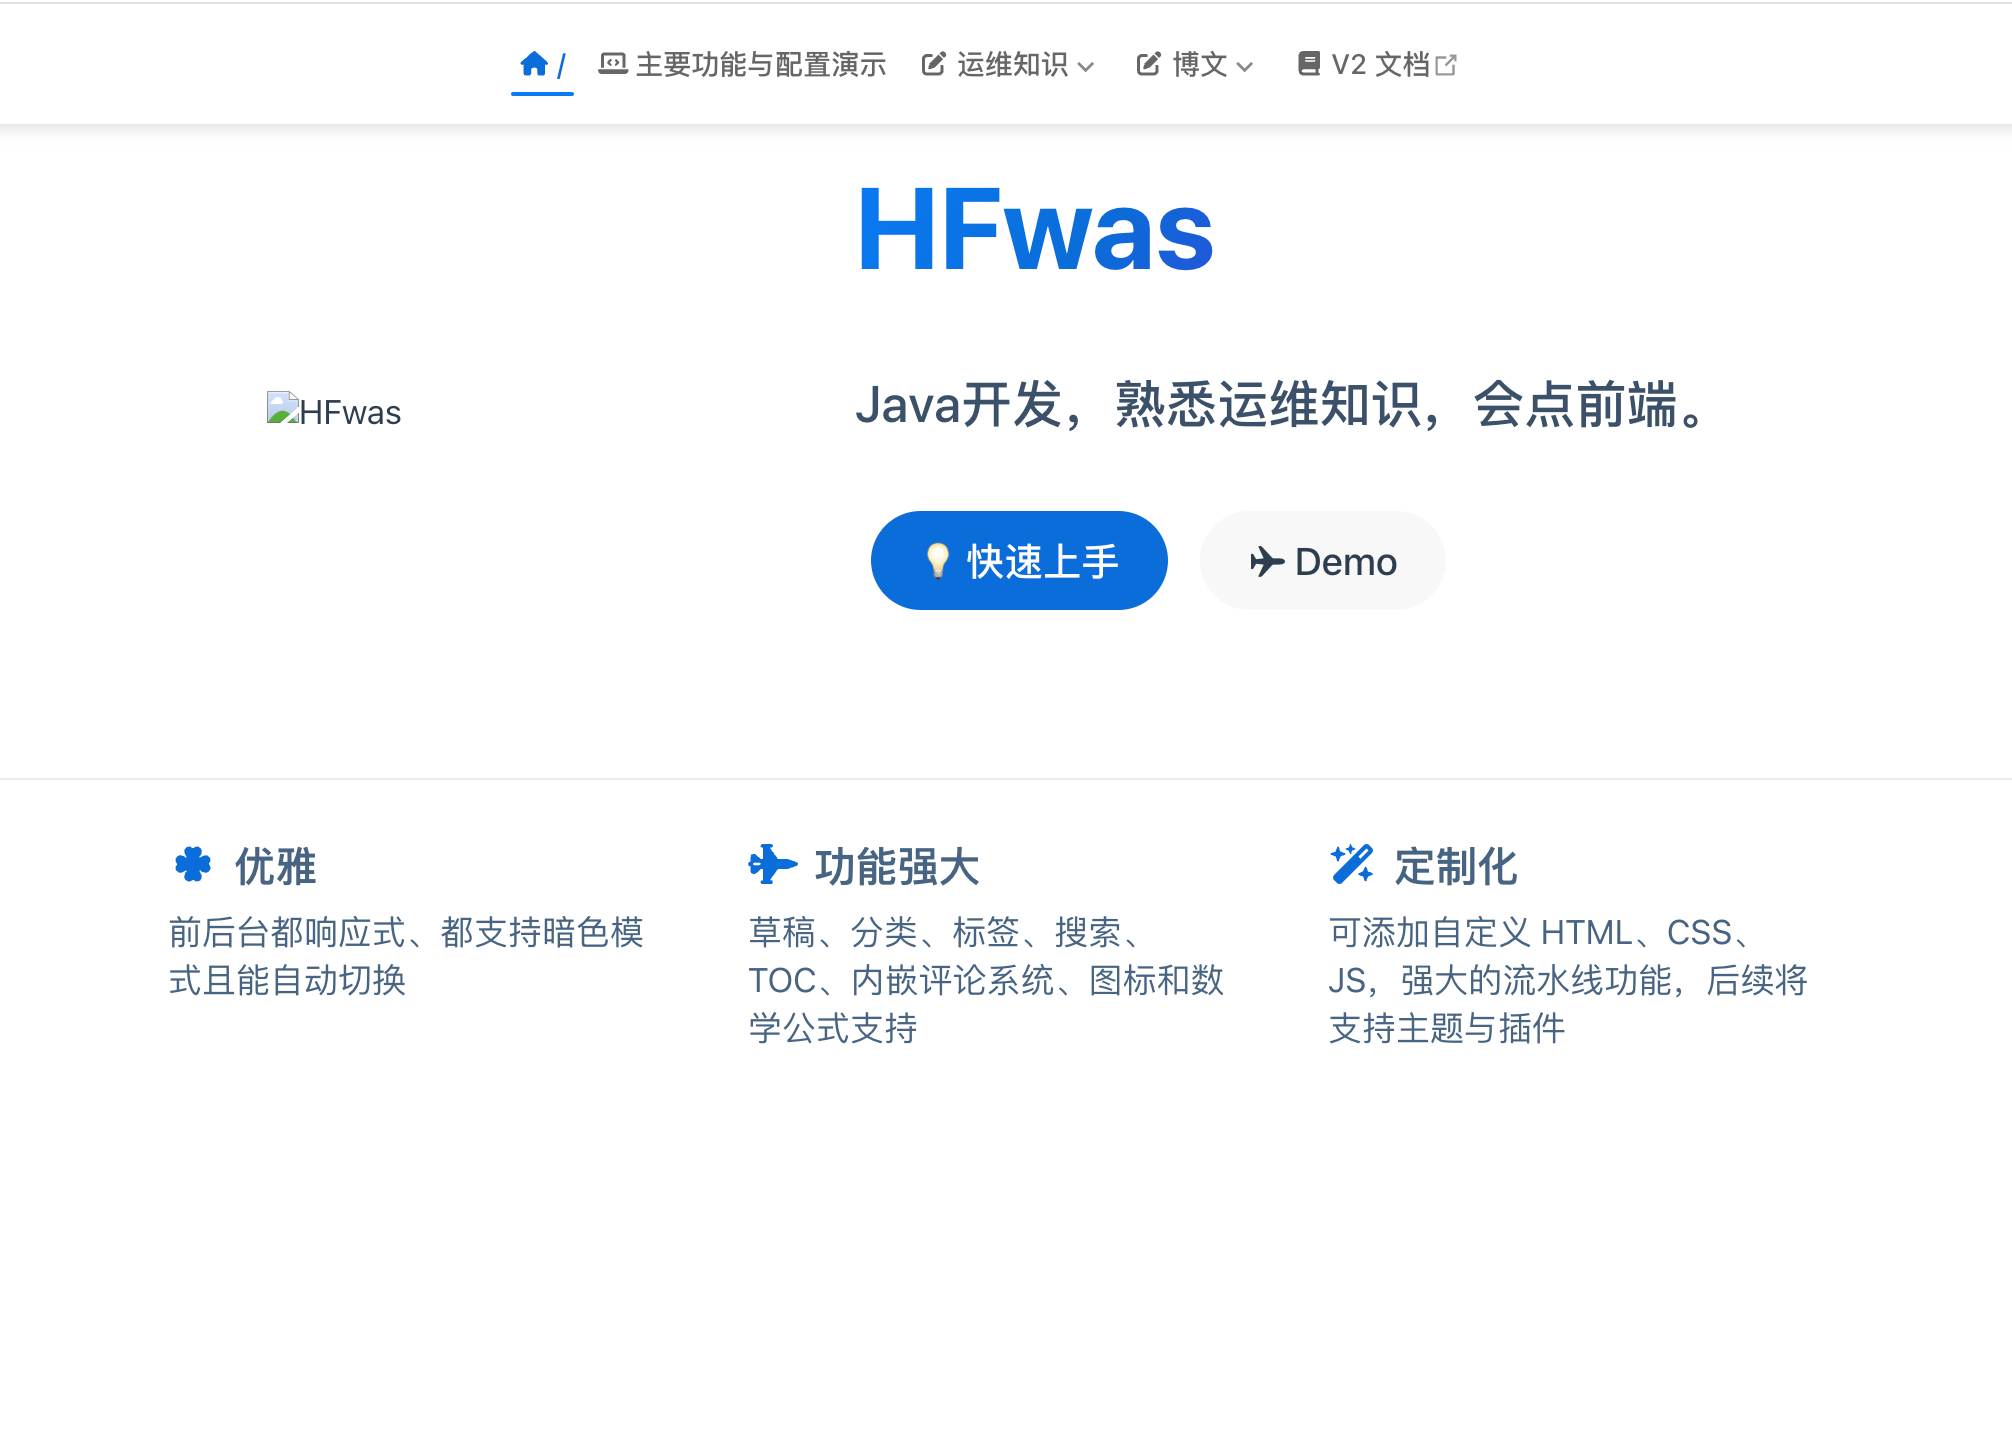 / 主要功能与配置演示 运维知识 博文 V2 文档
HFwas
HFwas
Java开发，熟悉运维知识，会点前端。
快速上手 Demo
优雅
前后台都响应式、都支持暗色模
式且能自动切换
功能强大
草稿、分类、标签、搜索、
TOC、内嵌评论系统、图标和数
学公式支持
定制化
可添加自定义 HTML、CSS、
JS，强大的流水线功能，后续将
支持主题与插件